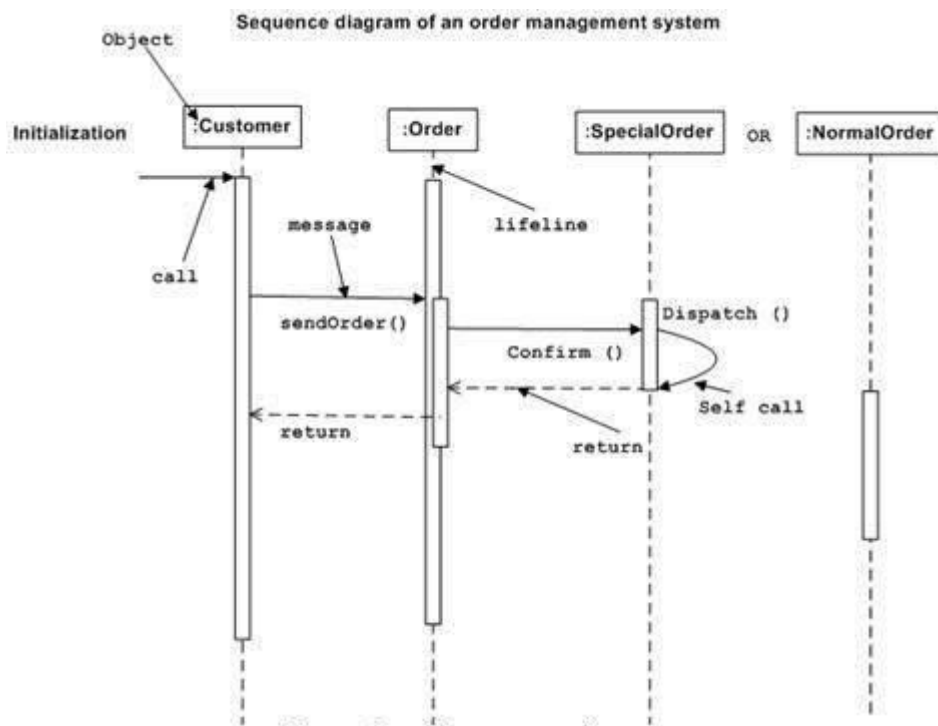 Sequence diagram of an order management system
Object
Initialization
:Customer
:Order
:SpecialOrder
OR
:NormalOrder
message
lifeline
call
sendOrder()
Dispatch ()
Confirm ()
Self call
return
return